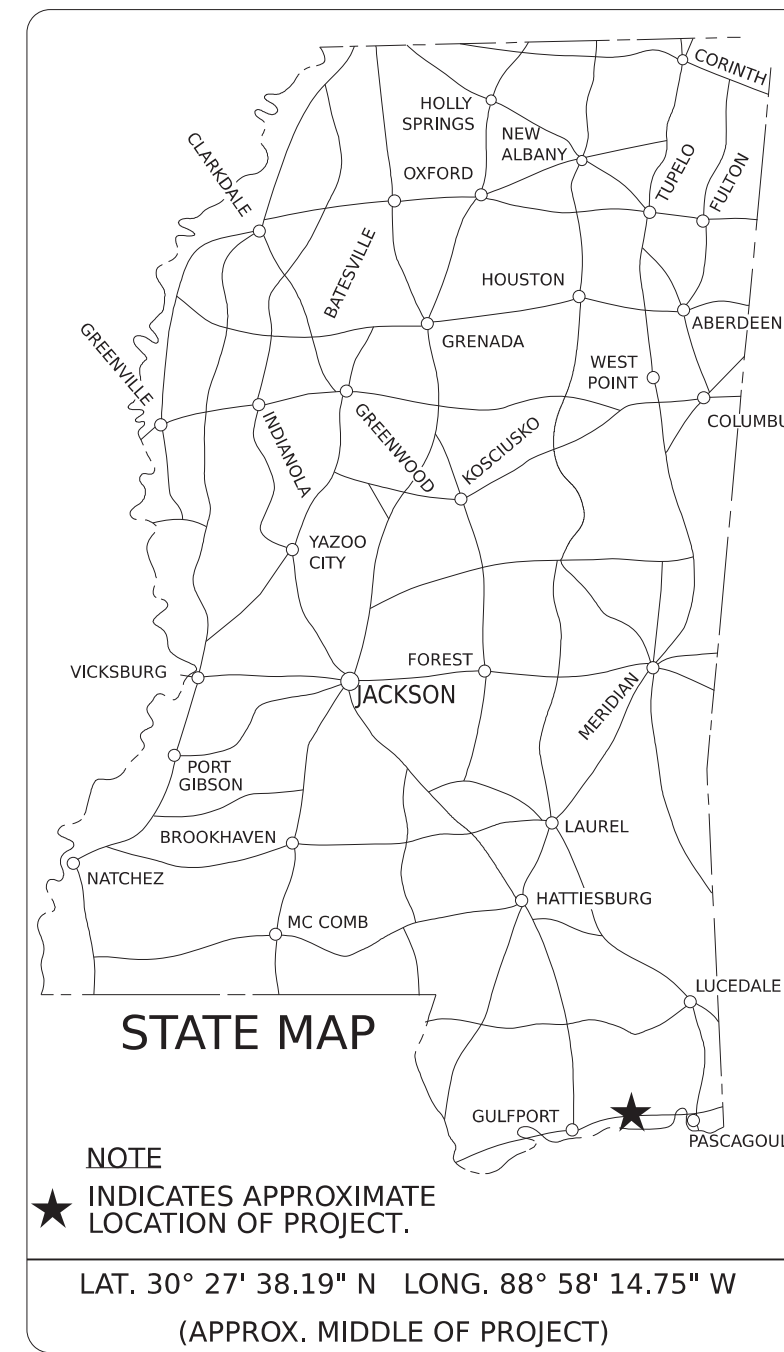 CORINTH
HOLLY
SPRINGS
NEW
ALBANY
CLARKDALE
OXFORD
TUPELO
FULTON
BATESVILLE
HOUSTON
ABERDEEN
GREENVILLE
GRENADA
WEST
POINT
COLUMBU
INDIANOLA
GREENWOOD
KOSCIUSKO
YAZOO
CITY
VICKSBURG
FOREST
JACKSON
MERIDIAN
PORT
GIBSON
BROOKHAVEN
LAUREL
NATCHEZ
HATTIESBURG
MC COMB
LUCEDALE
STATE MAP
GULFPORT
PASCAGOUL
NOTE
INDICATES APPROXIMATE
LOCATION OF PROJECT.
LAT. 30° 27' 38.19" N LONG. 88° 58' 14.75" W
(APPROX. MIDDLE OF PROJECT)